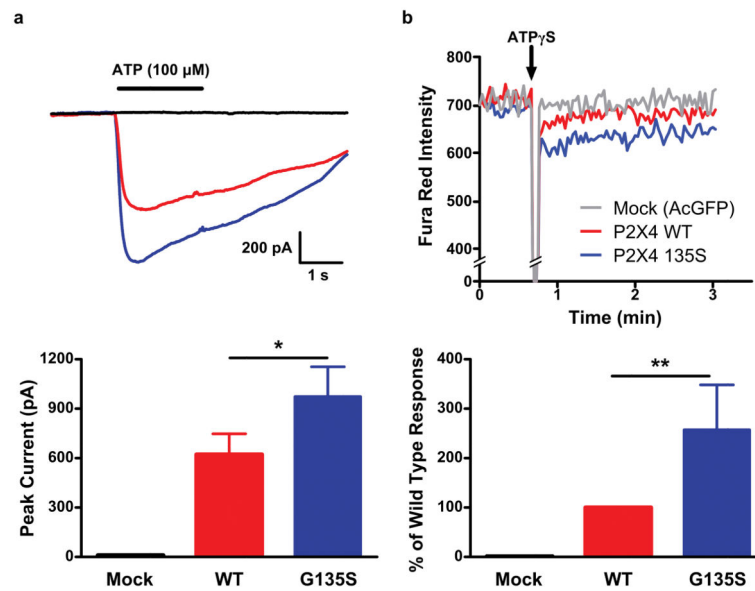 a
ATP (100 µM)
200 pA
1 s
b
ATPγS
Fura Red Intensity
800
700
600
500
400
0
Mock (AcGFP)
P2X4 WT
P2X4 135S
0
1
2
3
Time (min)
Peak Current (pA)
1200
900
600
300
0
*
Mock
WT
G135S
% of Wild Type Response
400
300
200
100
0
**
Mock
WT
G135S